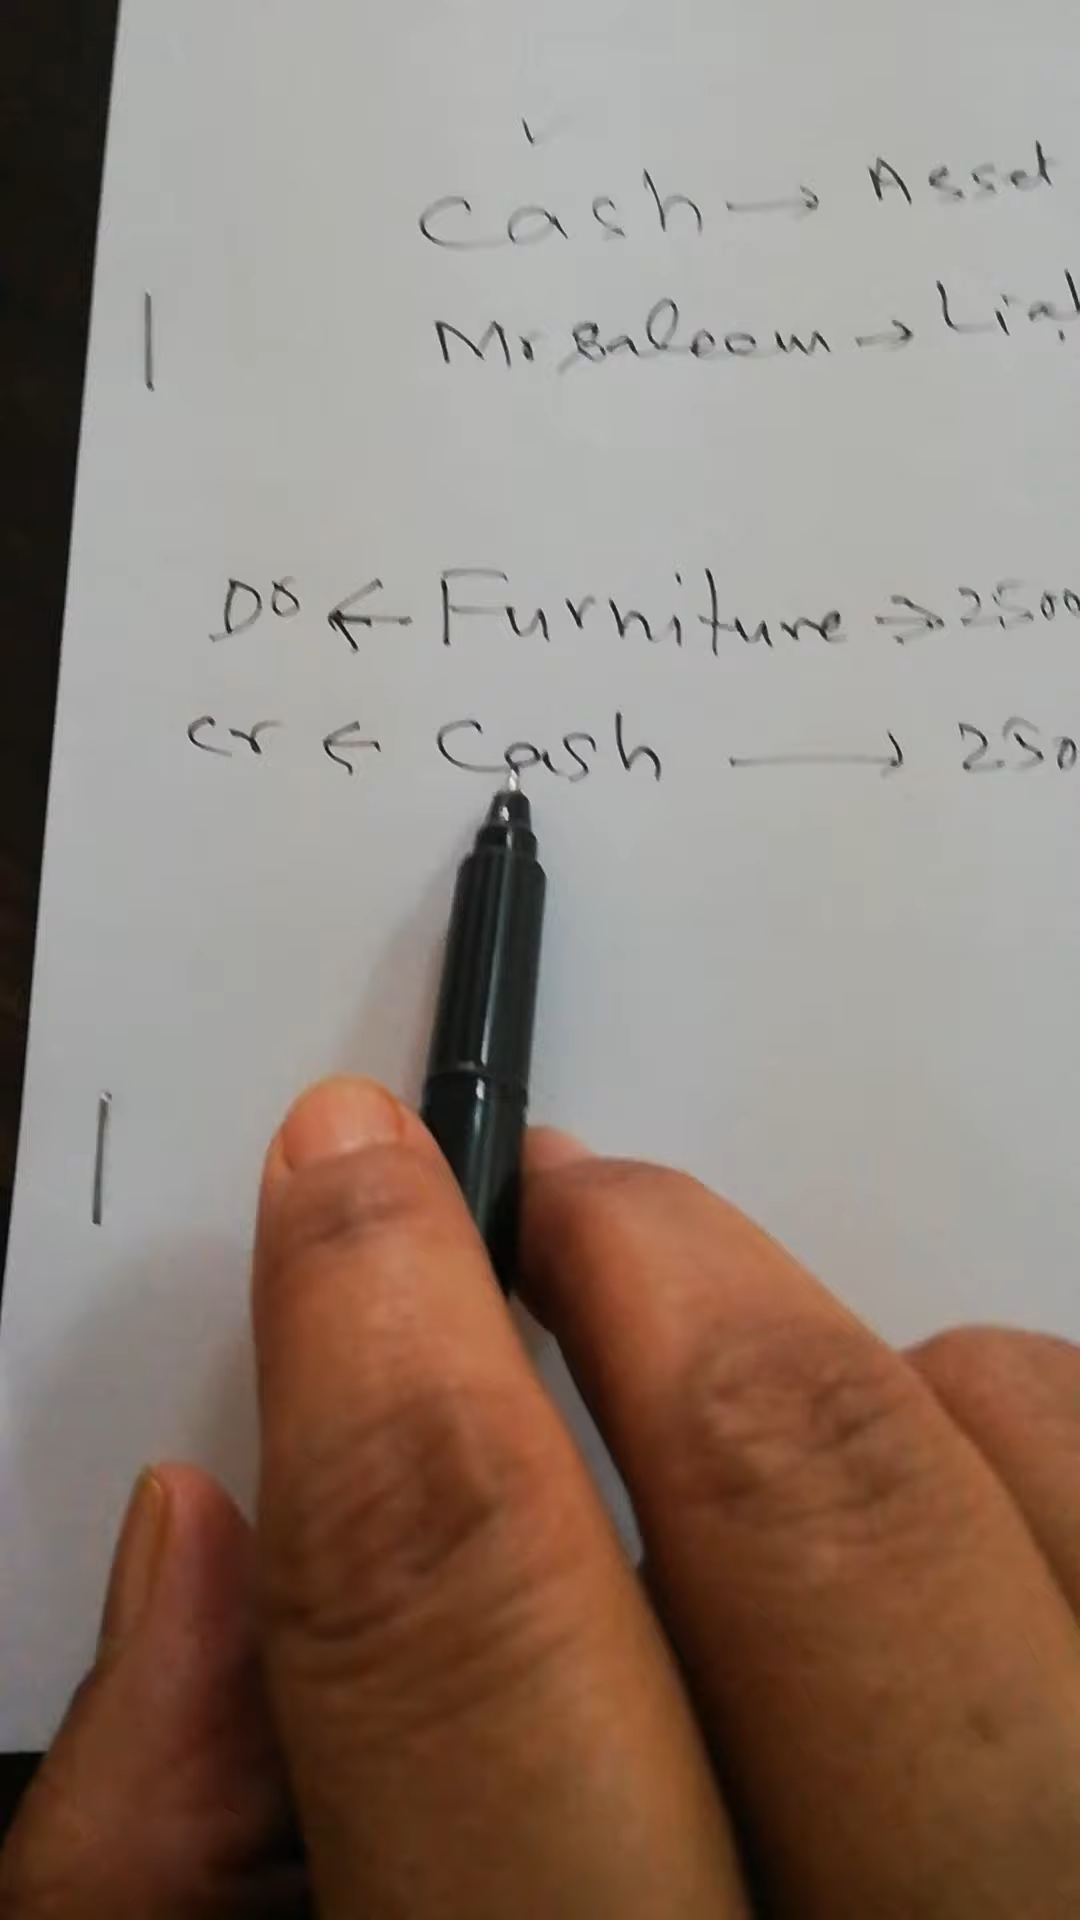 Cash → Asset
Mr Saleem → Liab
Dr ← Furniture → 2500
Cr ← Cash → 250